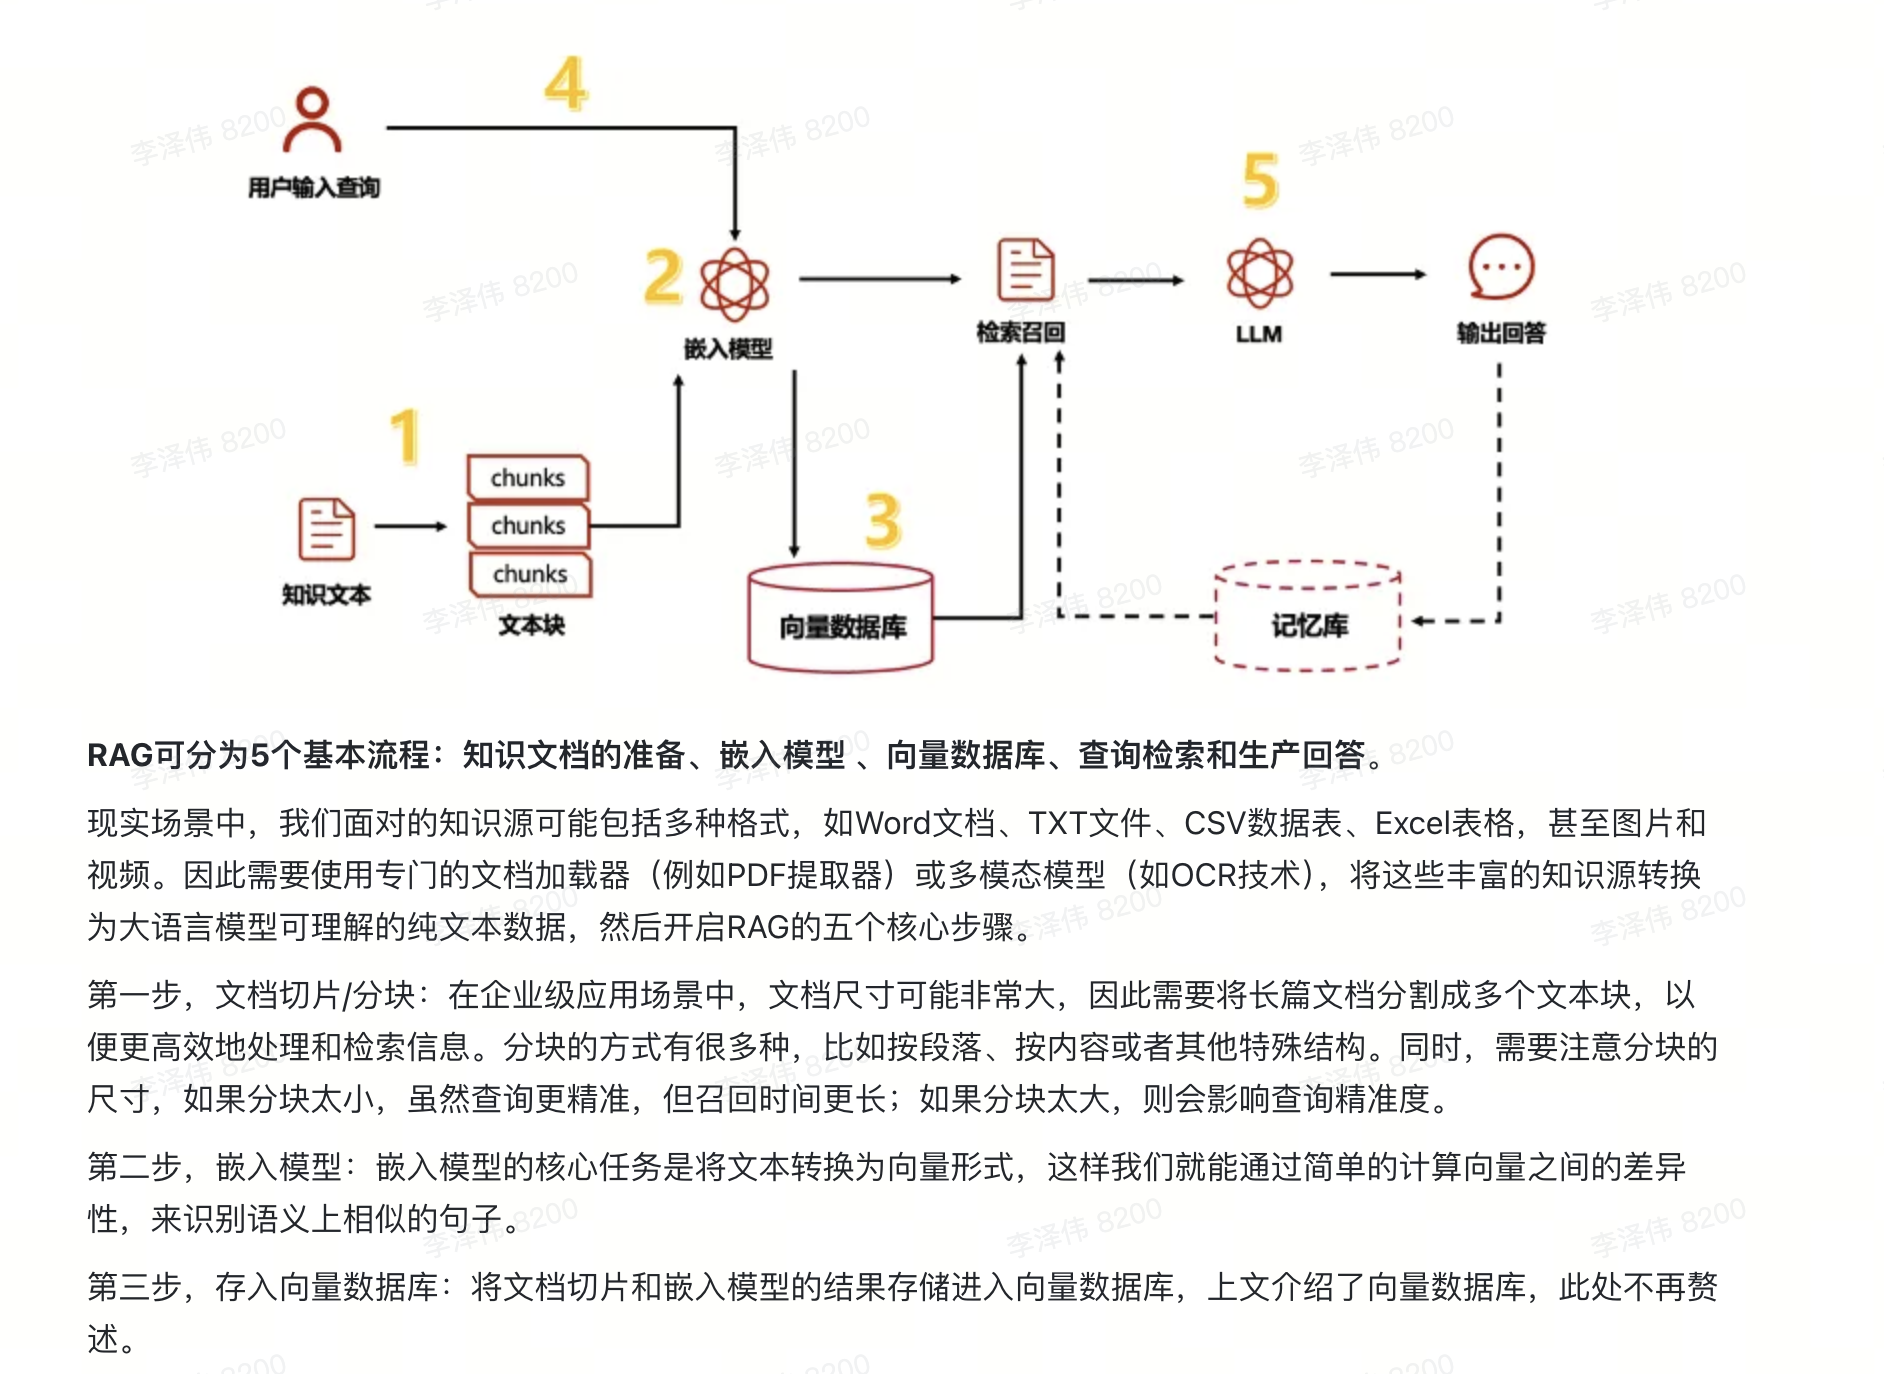 4
用户输入查询
5
2
嵌入模型
检索召回
LLM
输出回答
1
chunks
chunks
chunks
知识文本
文本块
3
向量数据库
记忆库
RAG可分为5个基本流程：知识文档的准备、嵌入模型 、向量数据库、查询检索和生产回答。
现实场景中，我们面对的知识源可能包括多种格式，如Word文档、TXT文件、CSV数据表、Excel表格，甚至图片和
视频。因此需要使用专门的文档加载器（例如PDF提取器）或多模态模型（如OCR技术），将这些丰富的知识源转换
为大语言模型可理解的纯文本数据，然后开启RAG的五个核心步骤。
第一步，文档切片/分块：在企业级应用场景中，文档尺寸可能非常大，因此需要将长篇文档分割成多个文本块，以
便更高效地处理和检索信息。分块的方式有很多种，比如按段落、按内容或者其他特殊结构。同时，需要注意分块的
尺寸，如果分块太小，虽然查询更精准，但召回时间更长；如果分块太大，则会影响查询精准度。
第二步，嵌入模型：嵌入模型的核心任务是将文本转换为向量形式，这样我们就能通过简单的计算向量之间的差异
性，来识别语义上相似的句子。
第三步，存入向量数据库：将文档切片和嵌入模型的结果存储进入向量数据库，上文介绍了向量数据库，此处不再赘
述。
李泽伟 8200